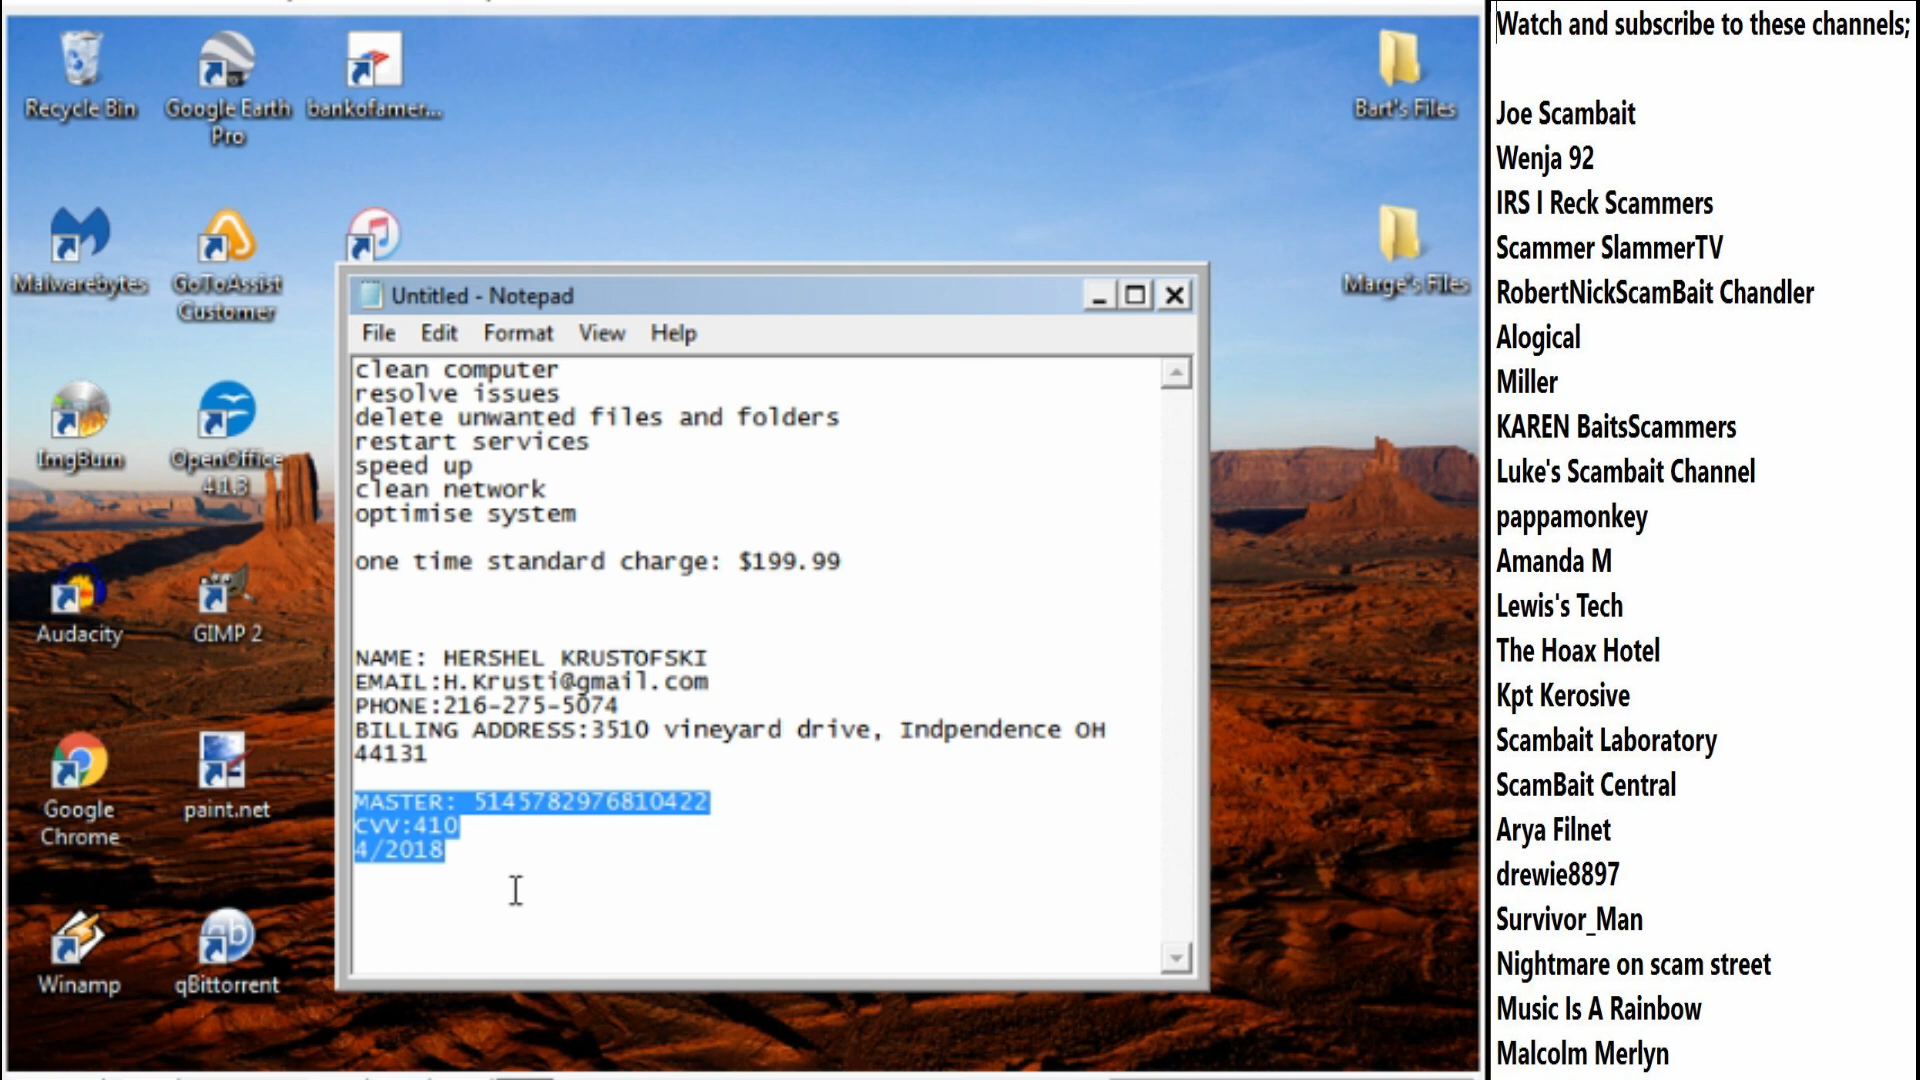 Recycle Bin
Google Earth Pro
bankofamer...
Bart's Files
Malwarebytes
GoToAssist Customer
Marge's Files
ImgBurn
OpenOffice 4.1.3
Audacity
GIMP 2
Google Chrome
paint.net
Winamp
qBittorrent
Untitled - Notepad
File Edit Format View Help
clean computer
resolve issues
delete unwanted files and folders
restart services
speed up
clean network
optimise system
one time standard charge: $199.99
NAME: HERSHEL KRUSTOFSKI
EMAIL:H.Krusti@gmail.com
PHONE:216-275-5074
BILLING ADDRESS:3510 vineyard drive, Indpendence OH
44131
MASTER: 5145782976810422
CVV:410
4/2018
Watch and subscribe to these channels;
Joe Scambait
Wenja 92
IRS I Reck Scammers
Scammer SlammerTV
RobertNickScamBait Chandler
Alogical
Miller
KAREN BaitsScammers
Luke's Scambait Channel
pappamonkey
Amanda M
Lewis's Tech
The Hoax Hotel
Kpt Kerosive
Scambait Laboratory
ScamBait Central
Arya Filnet
drewie8897
Survivor_Man
Nightmare on scam street
Music Is A Rainbow
Malcolm Merlyn